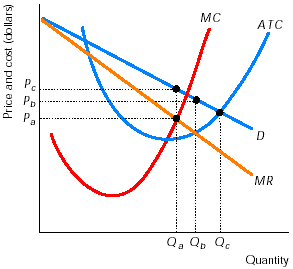 Price and cost (dollars)
MC
ATC
Pc
Pb
Pa
D
MR
Qa
Qb
Qc
Quantity